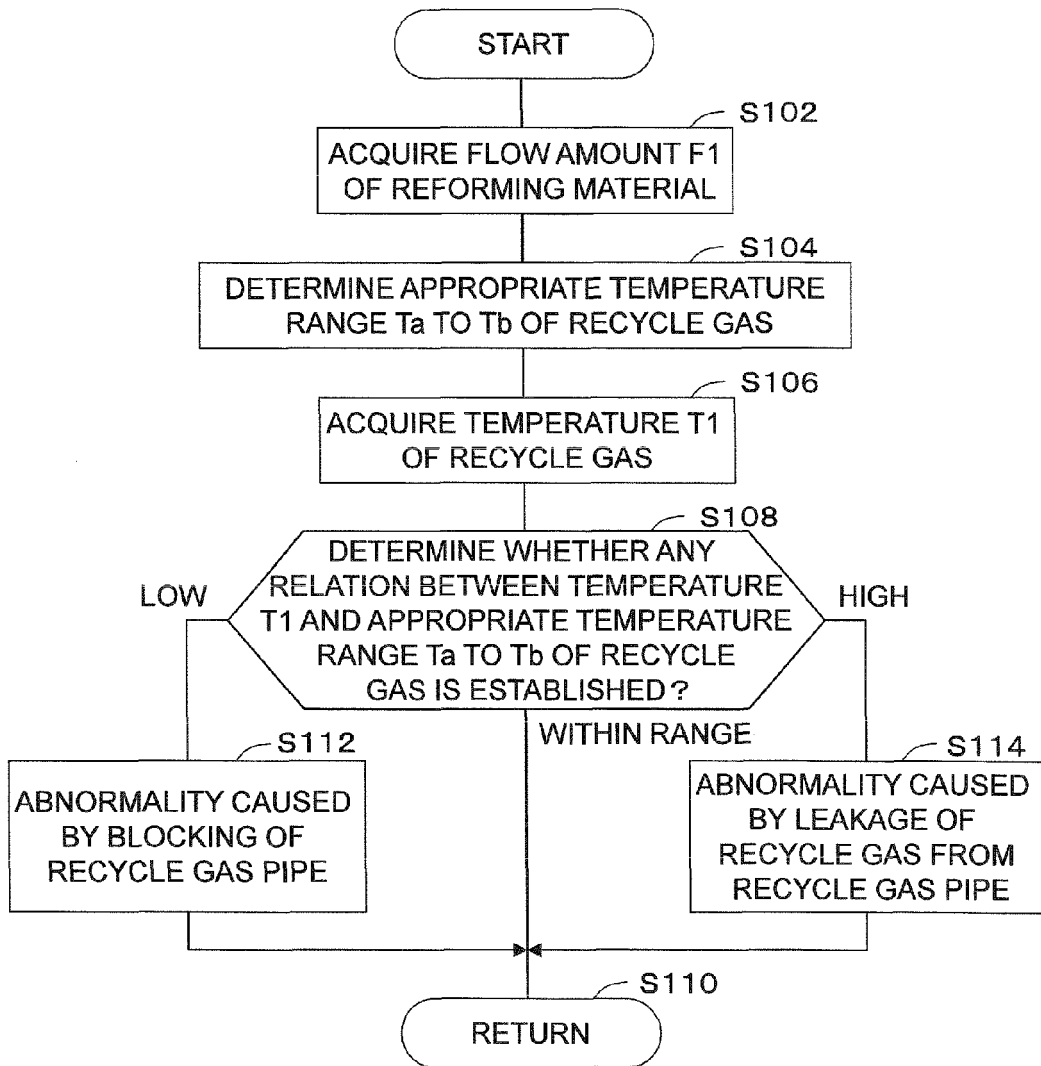 START
S102
ACQUIRE FLOW AMOUNT F1
OF REFORMING MATERIAL
S104
DETERMINE APPROPRIATE TEMPERATURE
RANGE Ta TO Tb OF RECYCLE GAS
S106
ACQUIRE TEMPERATURE T1
OF RECYCLE GAS
S108
DETERMINE WHETHER ANY
RELATION BETWEEN TEMPERATURE
T1 AND APPROPRIATE TEMPERATURE
RANGE Ta TO Tb OF RECYCLE
GAS IS ESTABLISHED?
LOW
HIGH
WITHIN RANGE
S112
ABNORMALITY CAUSED
BY BLOCKING OF
RECYCLE GAS PIPE
S114
ABNORMALITY CAUSED
BY LEAKAGE OF
RECYCLE GAS FROM
RECYCLE GAS PIPE
S110
RETURN